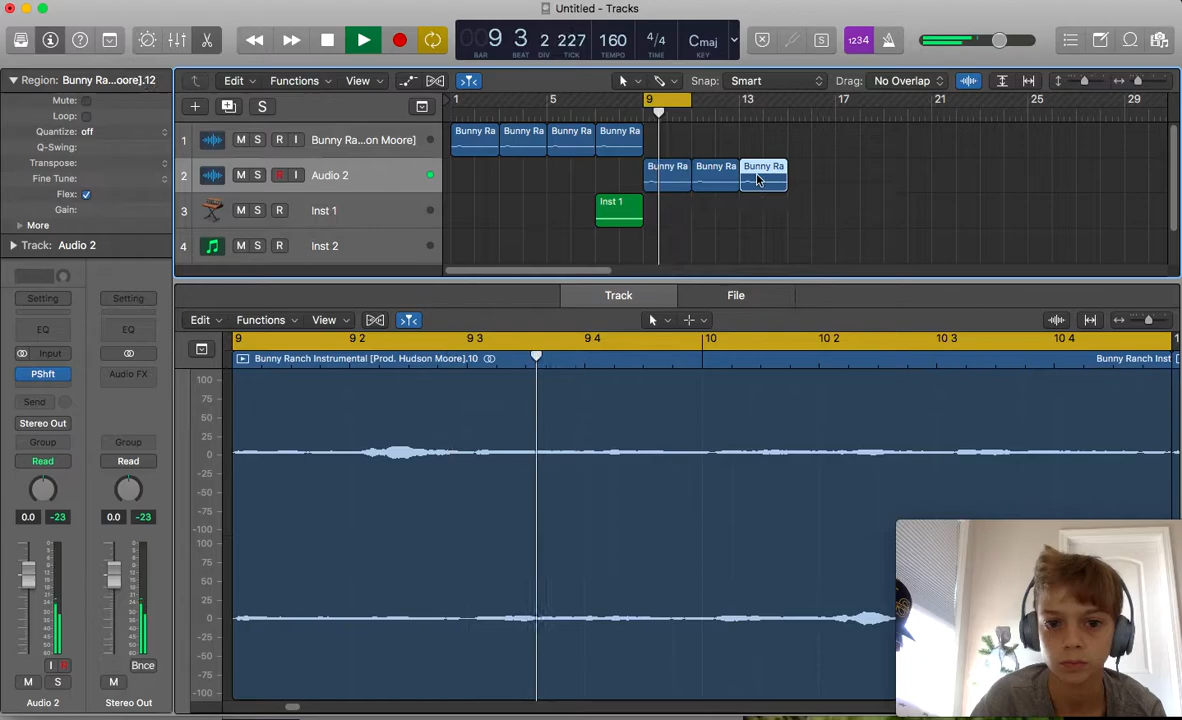 Untitled - Tracks
9 3 2 227 160 4/4 Cmaj 1234
BEAT TICK TEMPO TIME KEY
Region: Bunny Ra...oore].12
Edit Functions View Snap: Smart Drag: No Overlap
Mute:
Loop:
Quantize: off
Q-Swing:
Transpose:
Fine Tune:
Flex:
Gain:
More
Track: Audio 2
S
1 5 9 13 17 21 25 29
1 M S R I Bunny Ra...on Moore] Bunny Ra Bunny Ra Bunny Ra Bunny Ra
2 M S R I Audio 2 Bunny Ra Bunny Ra Bunny Ra
3 M S R Inst 1 Inst 1
4 M S R Inst 2
Track File
Edit Functions View
9 9 2 9 3 9 4 10 10 2 10 3 10 4
Bunny Ranch Instrumental [Prod. Hudson Moore].10 Bunny Ranch Inst
100
75
50
25
0
-25
-50
-75
-100
100
75
50
25
0
-25
-50
-75
-100
Setting Setting
EQ EQ
Input
PShft Audio FX
Send
Stereo Out
Group Group
Read Read
0.0 -23 0.0 -23
I R Bnce
M S M
Audio 2 Stereo Out